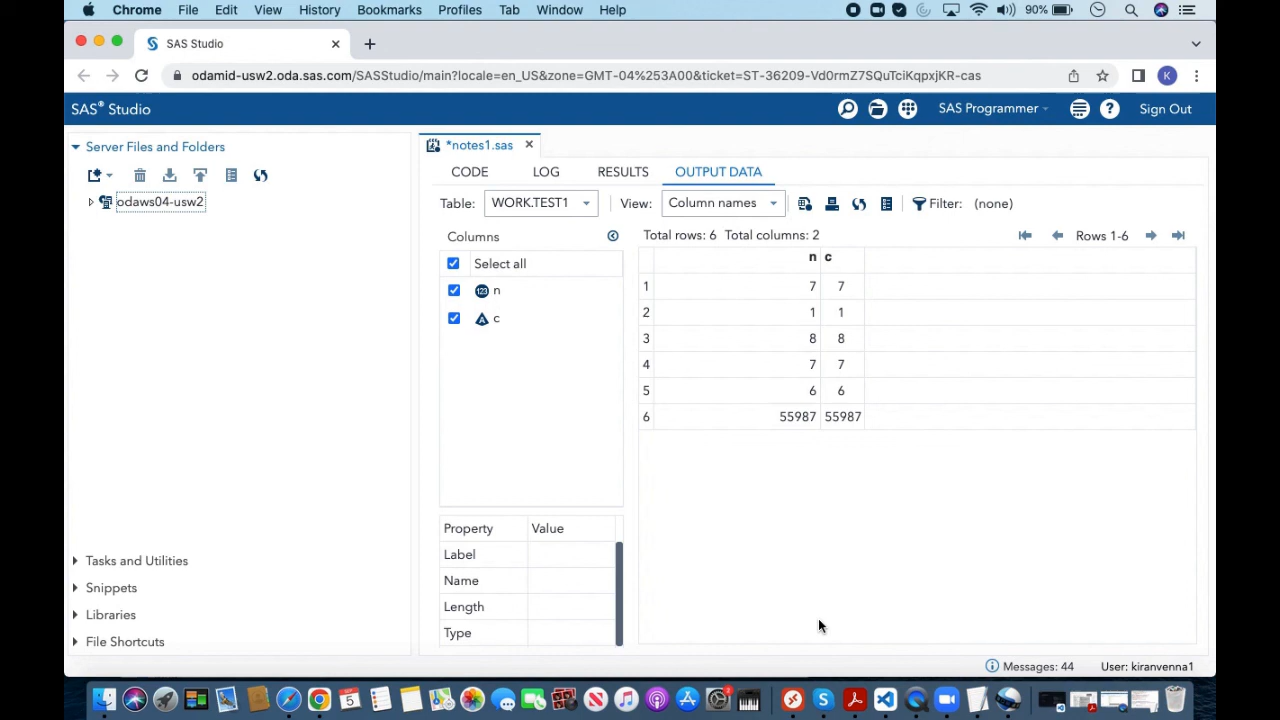 Chrome File Edit View History Bookmarks Profiles Tab Window Help 90%
SAS Studio
odamid-usw2.oda.sas.com/SASStudio/main?locale=en_US&zone=GMT-04%253A00&ticket=ST-36209-Vd0rmZ7SQuTciKqpxjKR-cas K
SAS® Studio SAS Programmer Sign Out
Server Files and Folders *notes1.sas
CODE LOG RESULTS OUTPUT DATA
odaws04-usw2 Table: WORK.TEST1 View: Column names Filter: (none)
Columns Total rows: 6 Total columns: 2 Rows 1-6
Select all n c
1 7 7
123 n
2 1 1
A c
3 8 8
4 7 7
5 6 6
6 55987 55987
Property Value
Label
Tasks and Utilities
Name
Snippets
Length
Libraries
Type
File Shortcuts
Messages: 44 User: kiranvenna1